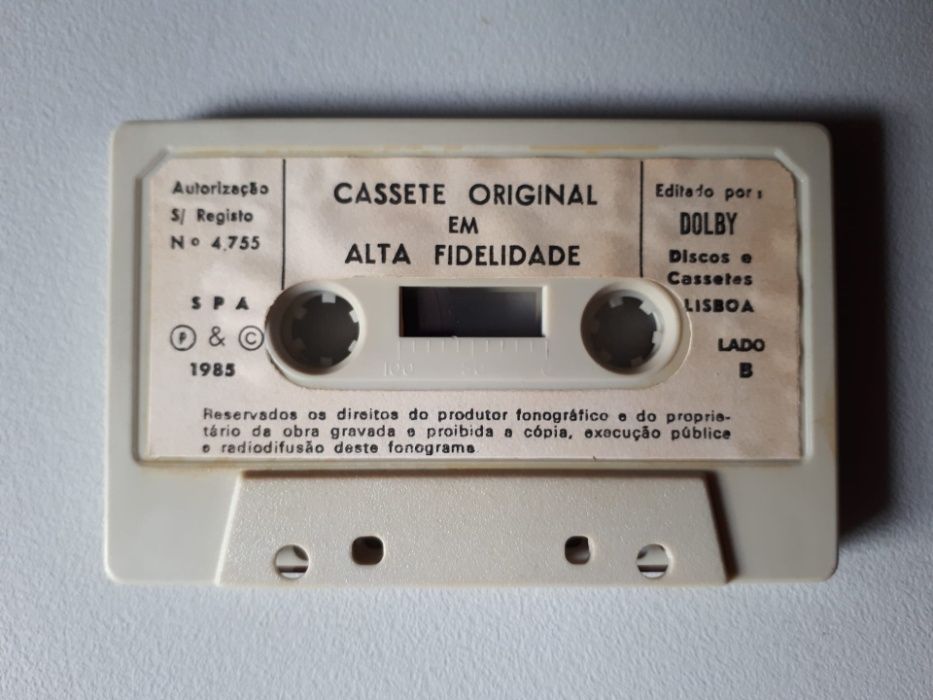 Autorização
S/ Registo
Nº 4,755
S P A
Ⓟ & Ⓒ
1985
CASSETE ORIGINAL
EM
ALTA FIDELIDADE
Editado por:
DOLBY
Discos e
Cassetes
LISBOA
LADO
B
100 50 0
Reservados os direitos do produtor fonográfico e do proprie-
tário da obra gravada e proibida a cópia, execução pública
e radiodifusão deste fonograma